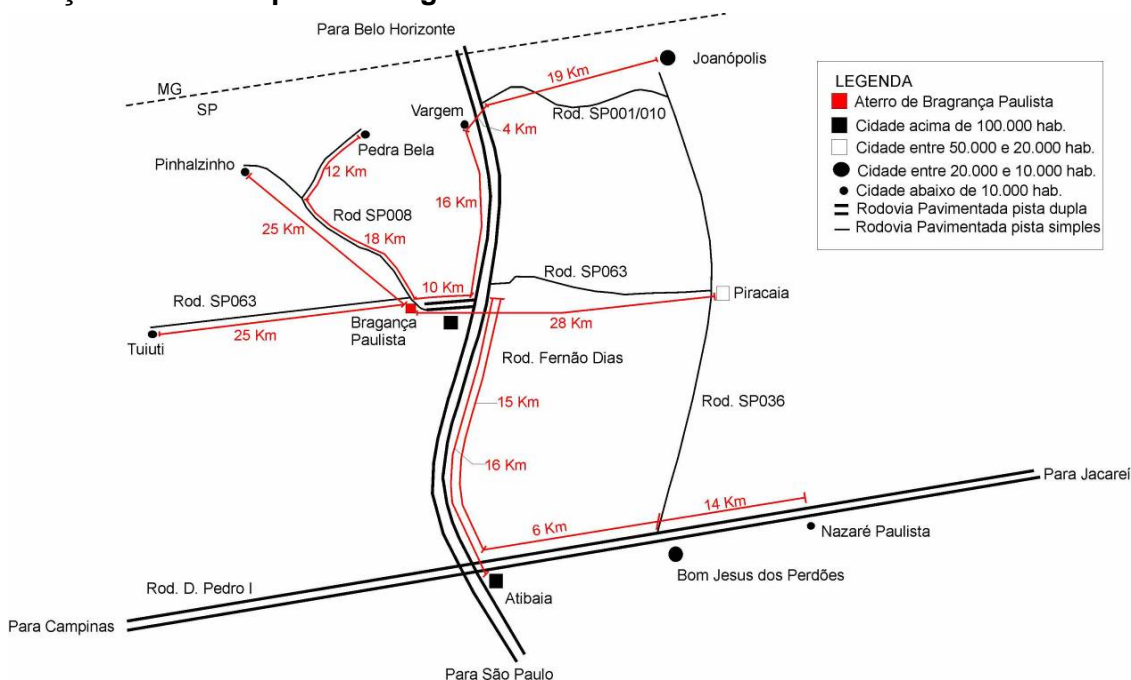 Para Belo Horizonte
MG
SP
Joanópolis
19 Km
Rod. SP001/010
Vargem
4 Km
Pedra Bela
Pinhalzinho
12 Km
Rod SP008
16 Km
25 Km
18 Km
10 Km
Rod. SP063
Rod. SP063
Piracaia
Bragança
Paulista
28 Km
25 Km
Tuiuti
Rod. Fernão Dias
15 Km
Rod. SP036
16 Km
Para Jacareí
14 Km
6 Km
Nazaré Paulista
Bom Jesus dos Perdões
Rod. D. Pedro I
Atibaia
Para Campinas
Para São Paulo
LEGENDA
Aterro de Bragrança Paulista
Cidade acima de 100.000 hab.
Cidade entre 50.000 e 20.000 hab.
Cidade entre 20.000 e 10.000 hab.
Cidade abaixo de 10.000 hab.
Rodovia Pavimentada pista dupla
Rodovia Pavimentada pista simples